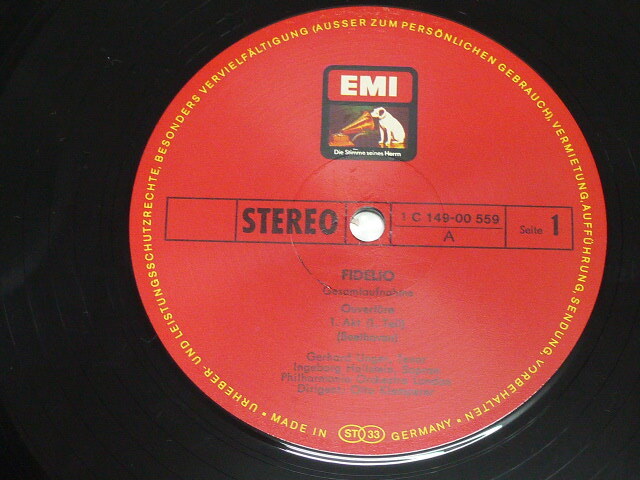 URHEBER- UND LEISTUNGSSCHUTZRECHTE, BESONDERS VERVIELFÄLTIGUNG (AUSSER ZUM PERSÖNLICHEN GEBRAUCH), VERMIETUNG, AUFFÜHRUNG, SENDUNG, VORBEHALTEN
EMI
Die Stimme seines Herrn
STEREO
1 C 149-00 559
A
Seite 1
FIDELIO
Gesamtaufnahme
Ouvertüre
1. Akt (1. Teil)
(Beethoven)
Gerhard Unger, Tenor
Ingeborg Hallstein, Sopran
Philharmonia Orchester London
Dirigent: Otto Klemperer
MADE IN ST 33 GERMANY